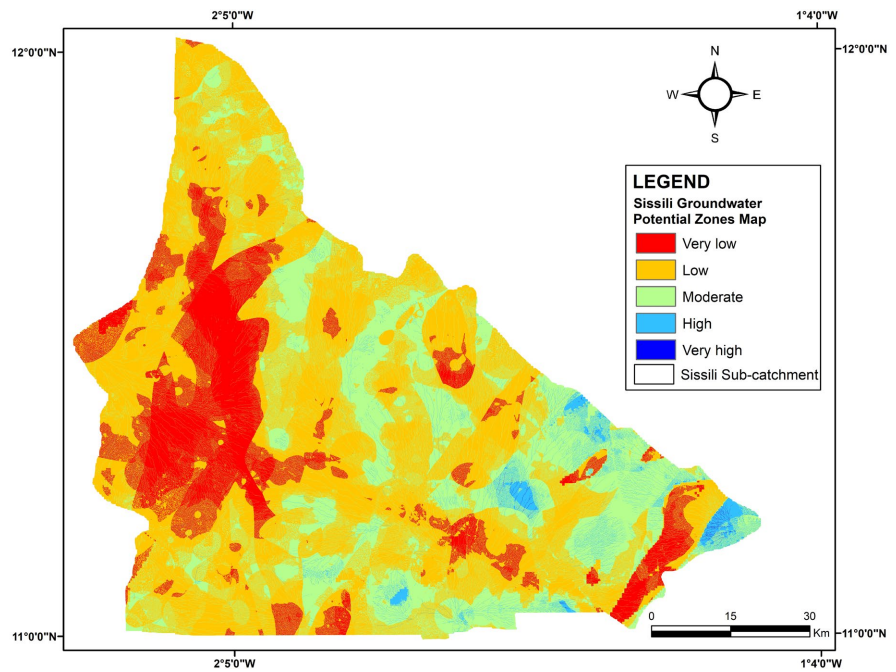 2°5'0"W 1°4'0"W
12°0'0"N 12°0'0"N
N
W E
S
LEGEND
Sissili Groundwater
Potential Zones Map
Very low
Low
Moderate
High
Very high
Sissili Sub-catchment
0 15 30
Km
11°0'0"N 11°0'0"N
2°5'0"W 1°4'0"W